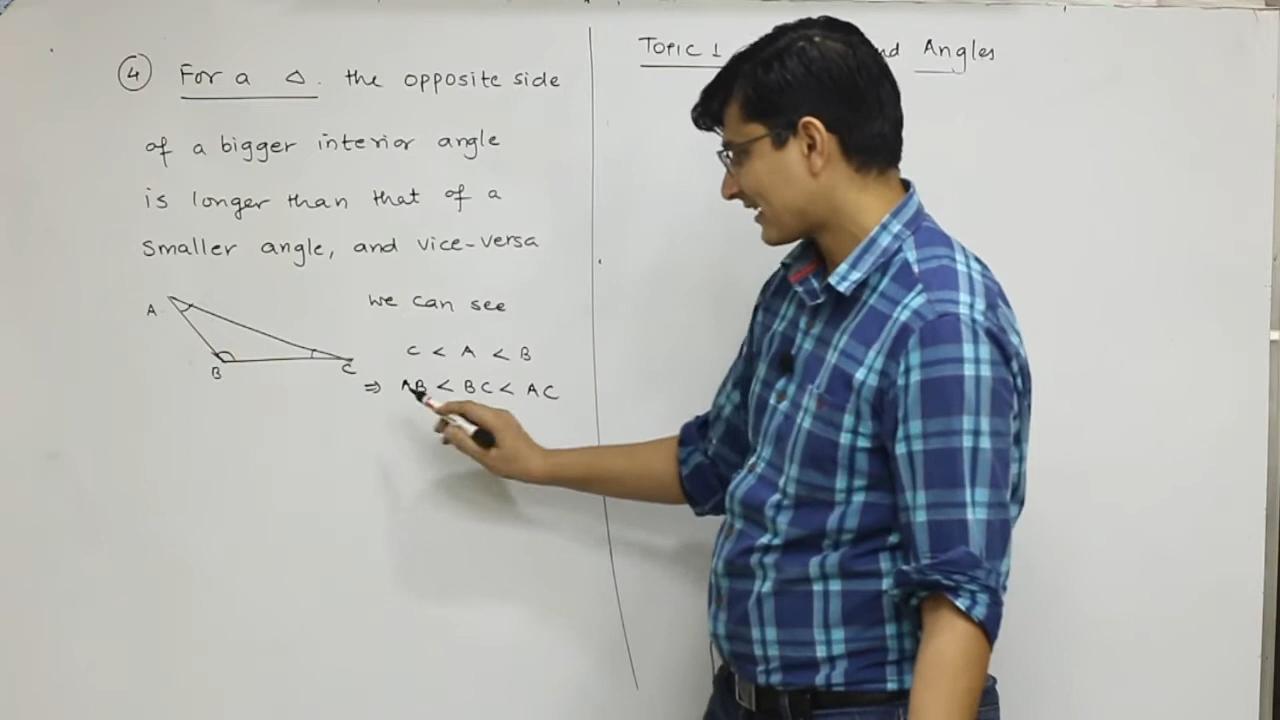 ④ For a △. the opposite side
of a bigger interior angle
is longer than that of a
smaller angle, and vice-versa
A
B
C
we can see
C < A < B
⇒ AB < BC < AC
TOPIC 1 Angles